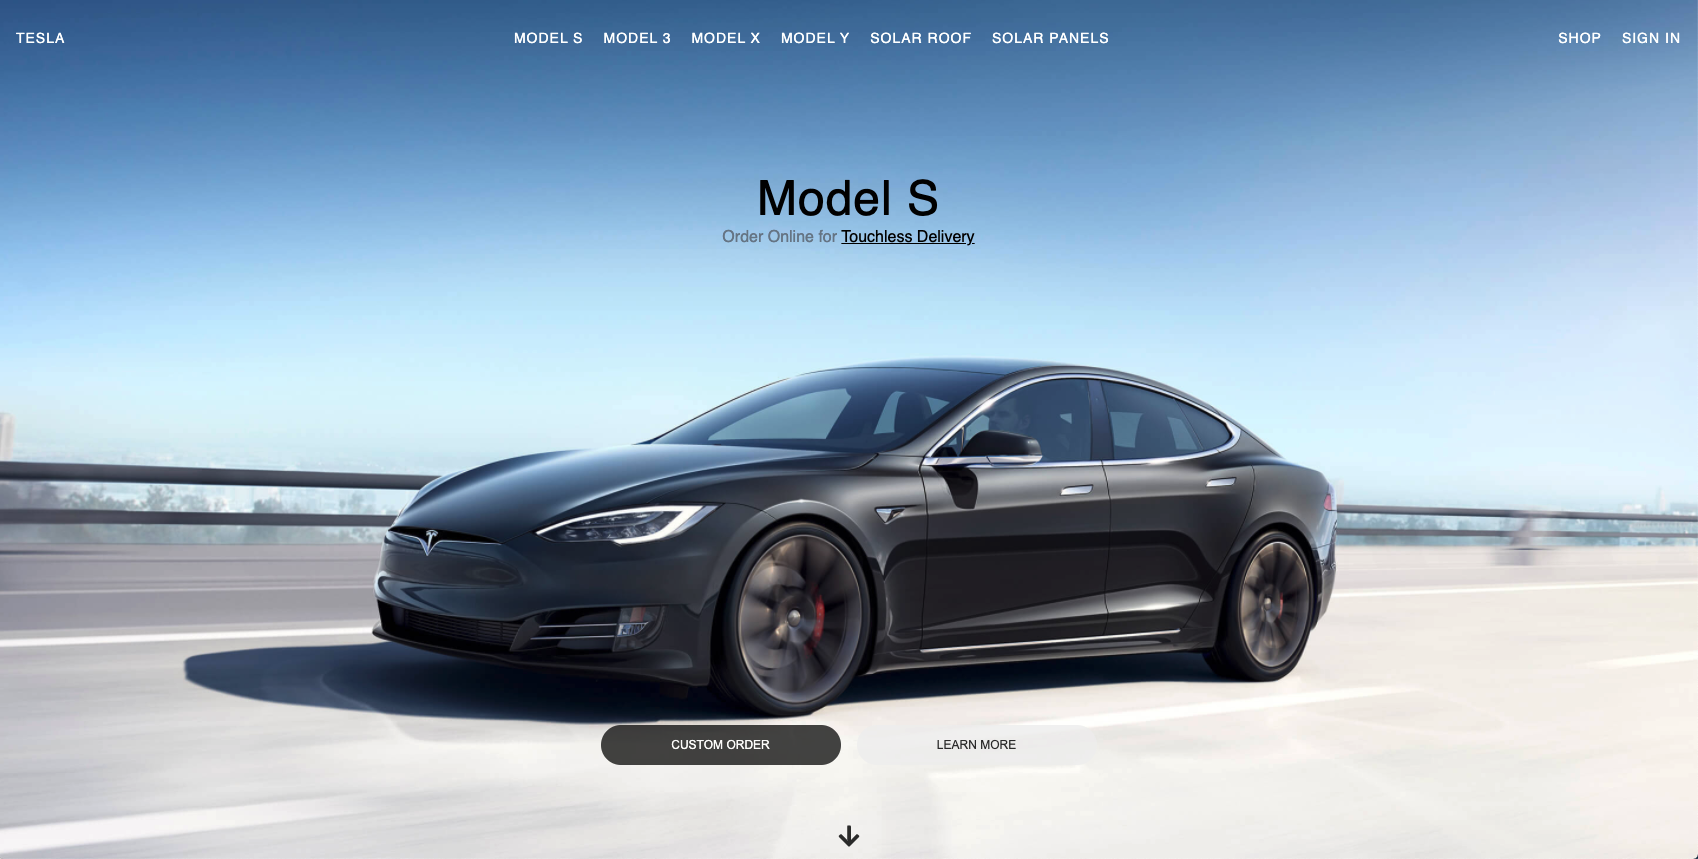 TESLA MODEL S MODEL 3 MODEL X MODEL Y SOLAR ROOF SOLAR PANELS SHOP SIGN IN
Model S
Order Online for Touchless Delivery
CUSTOM ORDER LEARN MORE